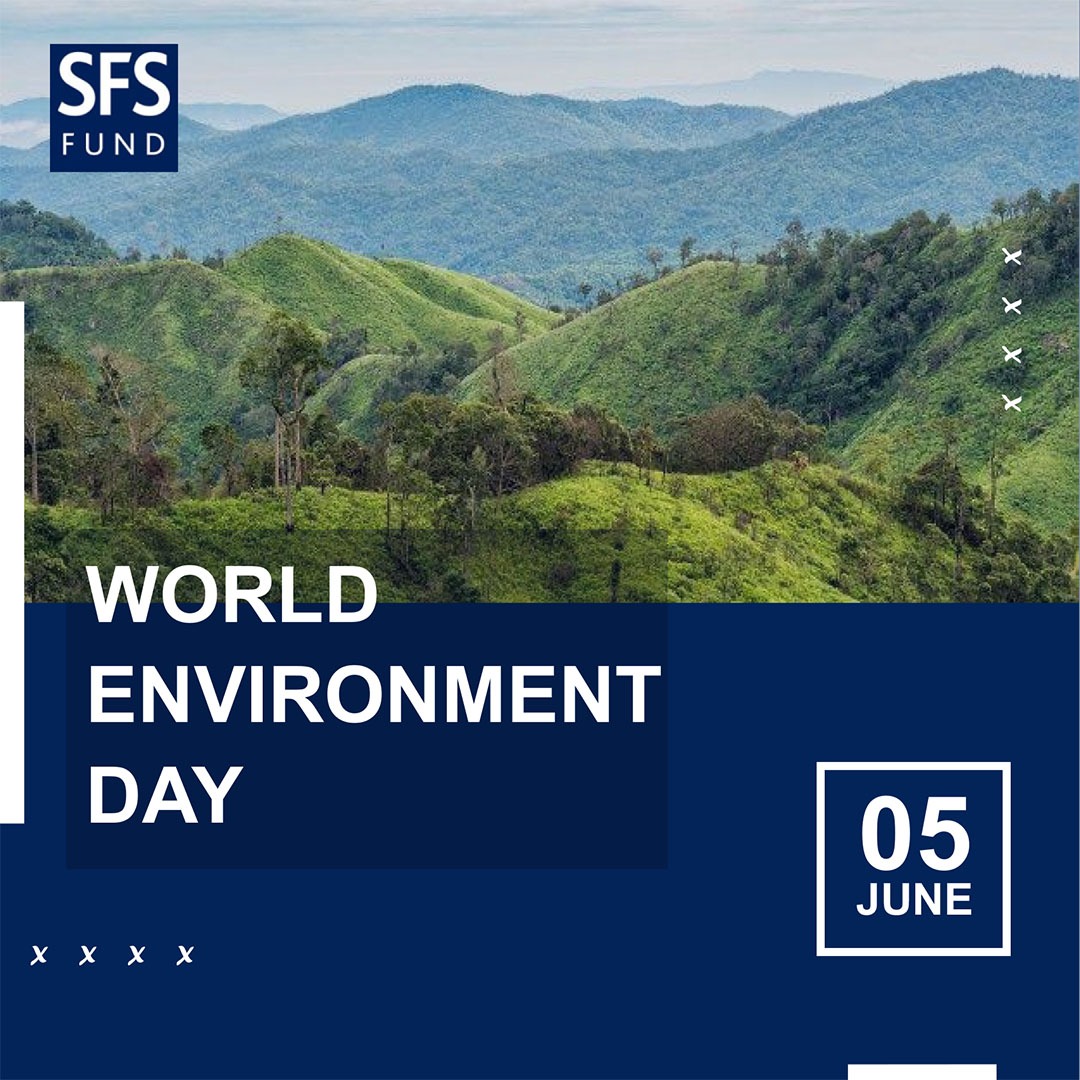 SFS
FUND
x
x
x
x
WORLD
ENVIRONMENT
DAY
05
JUNE
x x x x